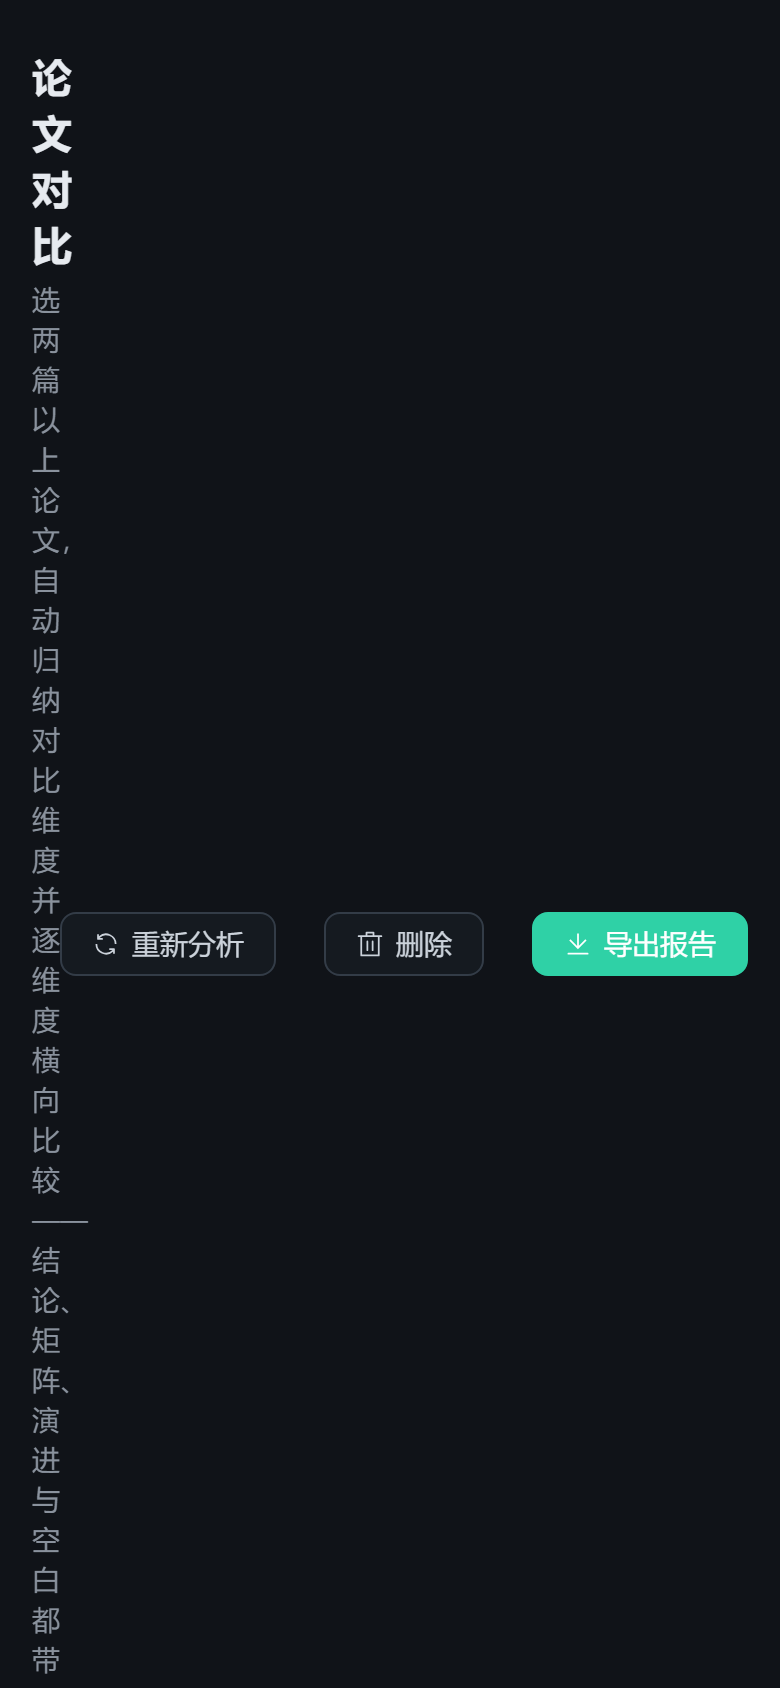 论
文
对
比
选
两
篇
以
上
论
文，
自
动
归
纳
对
比
维
度
并
逐
维
度
横
向
比
较
——
结
论、
矩
阵、
演
进
与
空
白
都
带
重新分析
删除
导出报告